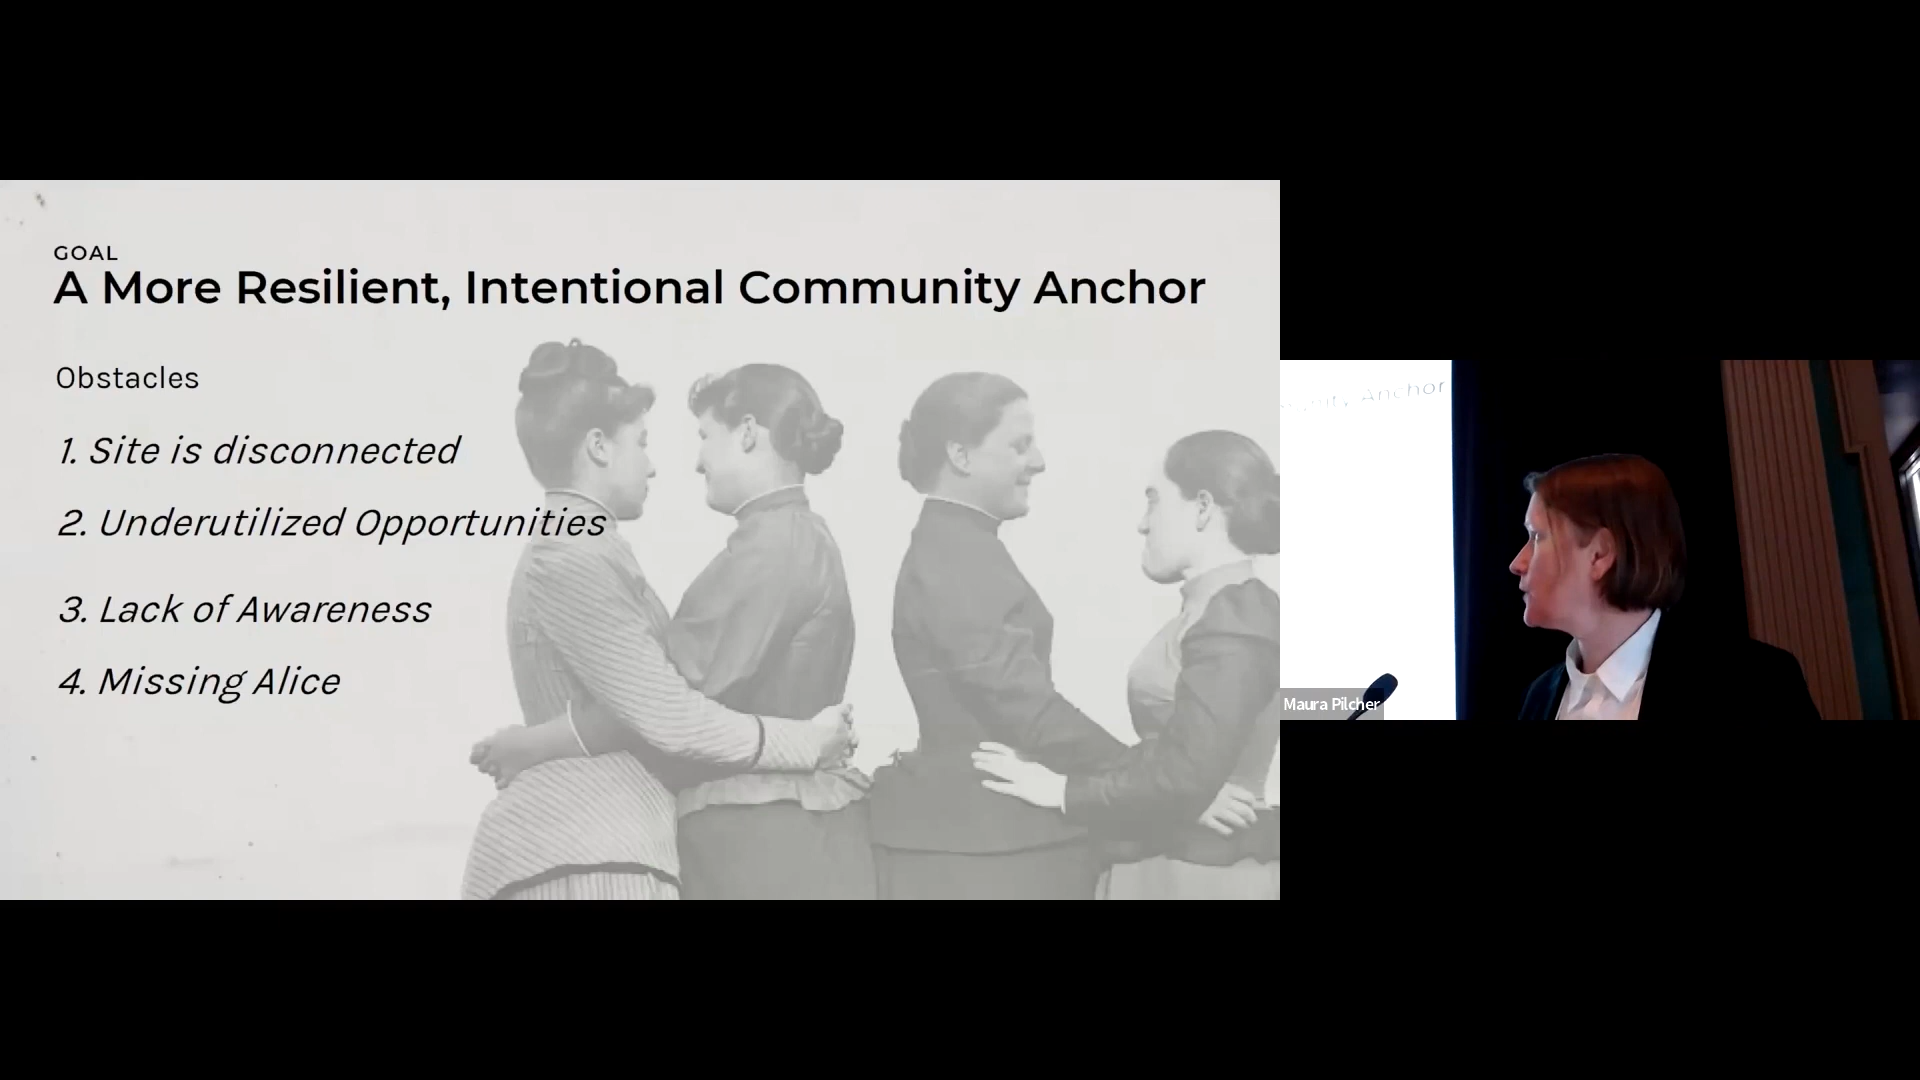 GOAL
A More Resilient, Intentional Community Anchor
Obstacles
1. Site is disconnected
2. Underutilized Opportunities
3. Lack of Awareness
4. Missing Alice
Anchor
Maura Pilcher